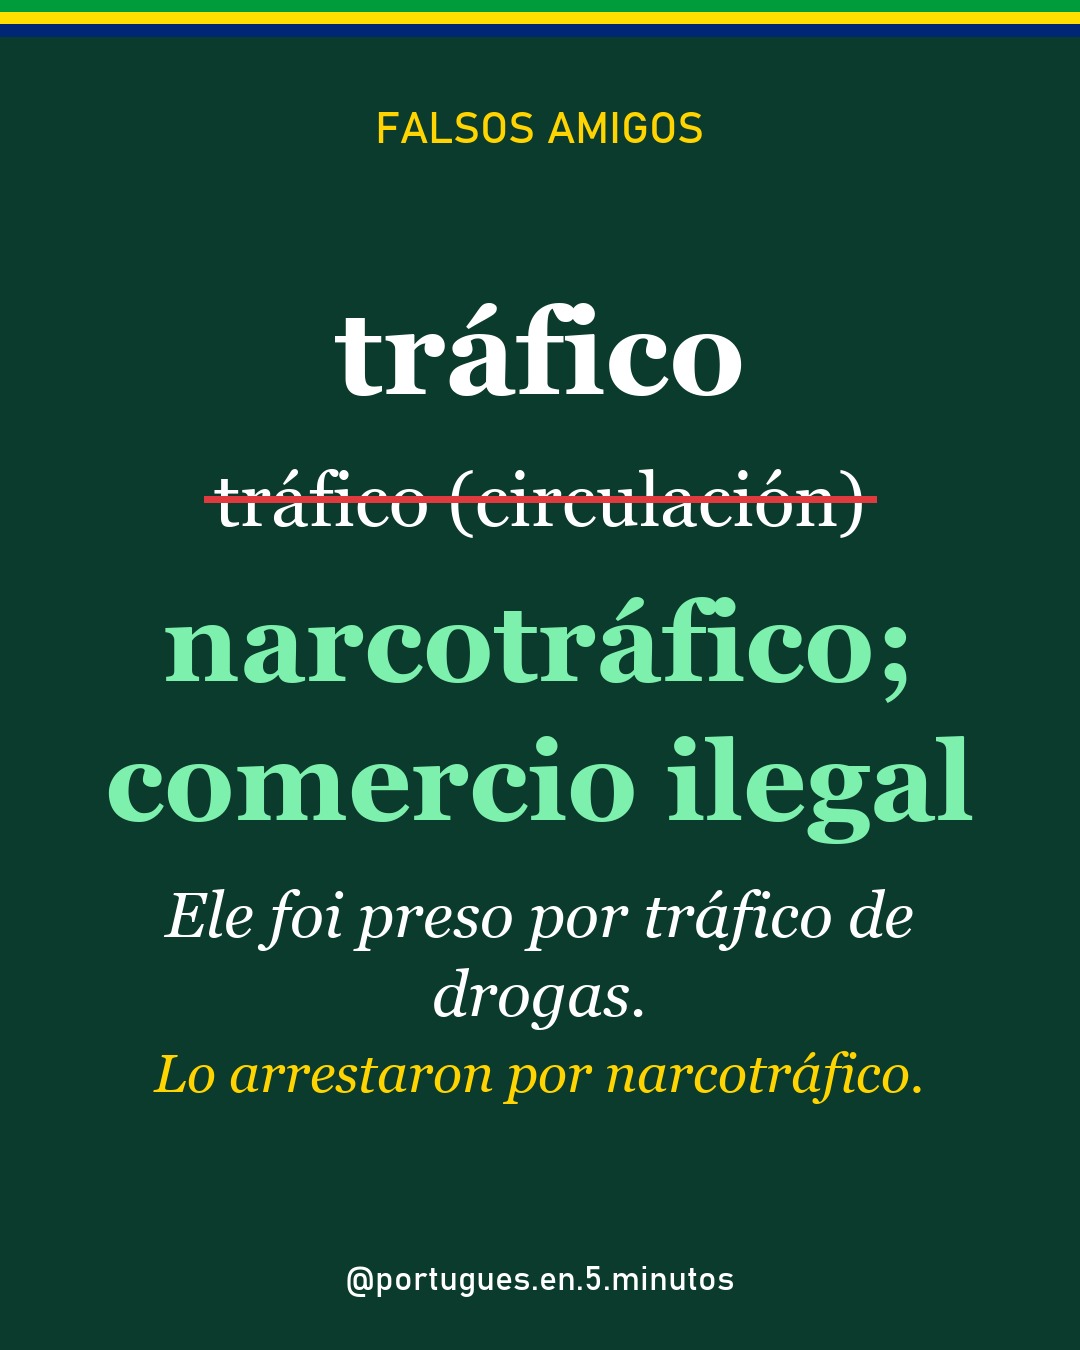 FALSOS AMIGOS
tráfico
tráfico (circulación)
narcotráfico;
comercio ilegal
Ele foi preso por tráfico de
drogas.
Lo arrestaron por narcotráfico.
@portugues.en.5.minutos